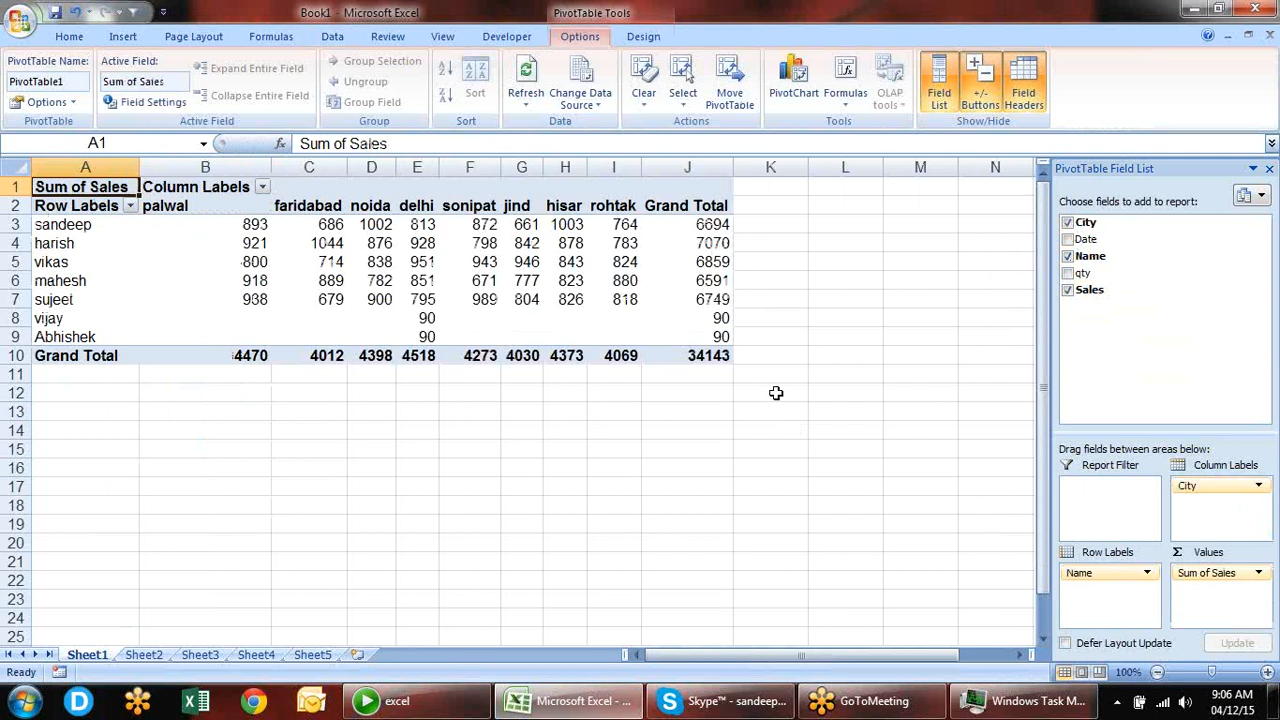 Book1 - Microsoft Excel
PivotTable Tools
Home Insert Page Layout Formulas Data Review View Developer Options Design
PivotTable Name: Active Field:
PivotTable1 Sum of Sales
Options Field Settings
PivotTable Active Field
Expand Entire Field
Collapse Entire Field
Group Selection
Ungroup
Group Field
Group
Sort
Sort
Refresh Change Data Source
Data
Clear Select Move PivotTable
Actions
PivotChart Formulas OLAP tools
Tools
Field List +/- Buttons Field Headers
Show/Hide
A1 fx Sum of Sales
A B C D E F G H I J K L M N
1 Sum of Sales Column Labels
2 Row Labels palwal faridabad noida delhi sonipat jind hisar rohtak Grand Total
3 sandeep 893 686 1002 813 872 661 1003 764 6694
4 harish 921 1044 876 928 798 842 878 783 7070
5 vikas 800 714 838 951 943 946 843 824 6859
6 mahesh 918 889 782 851 671 777 823 880 6591
7 sujeet 938 679 900 795 989 804 826 818 6749
8 vijay 90 90
9 Abhishek 90 90
10 Grand Total 4470 4012 4398 4518 4273 4030 4373 4069 34143
11
12
13
14
15
16
17
18
19
20
21
22
23
24
25
PivotTable Field List
Choose fields to add to report:
City
Date
Name
qty
Sales
Drag fields between areas below:
Report Filter Column Labels
City
Row Labels Σ Values
Name Sum of Sales
Defer Layout Update Update
Sheet1 Sheet2 Sheet3 Sheet4 Sheet5
Ready 100%
excel Microsoft Excel - ... Skype™ - sandeep... GoToMeeting Windows Task M...
9:06 AM
04/12/15